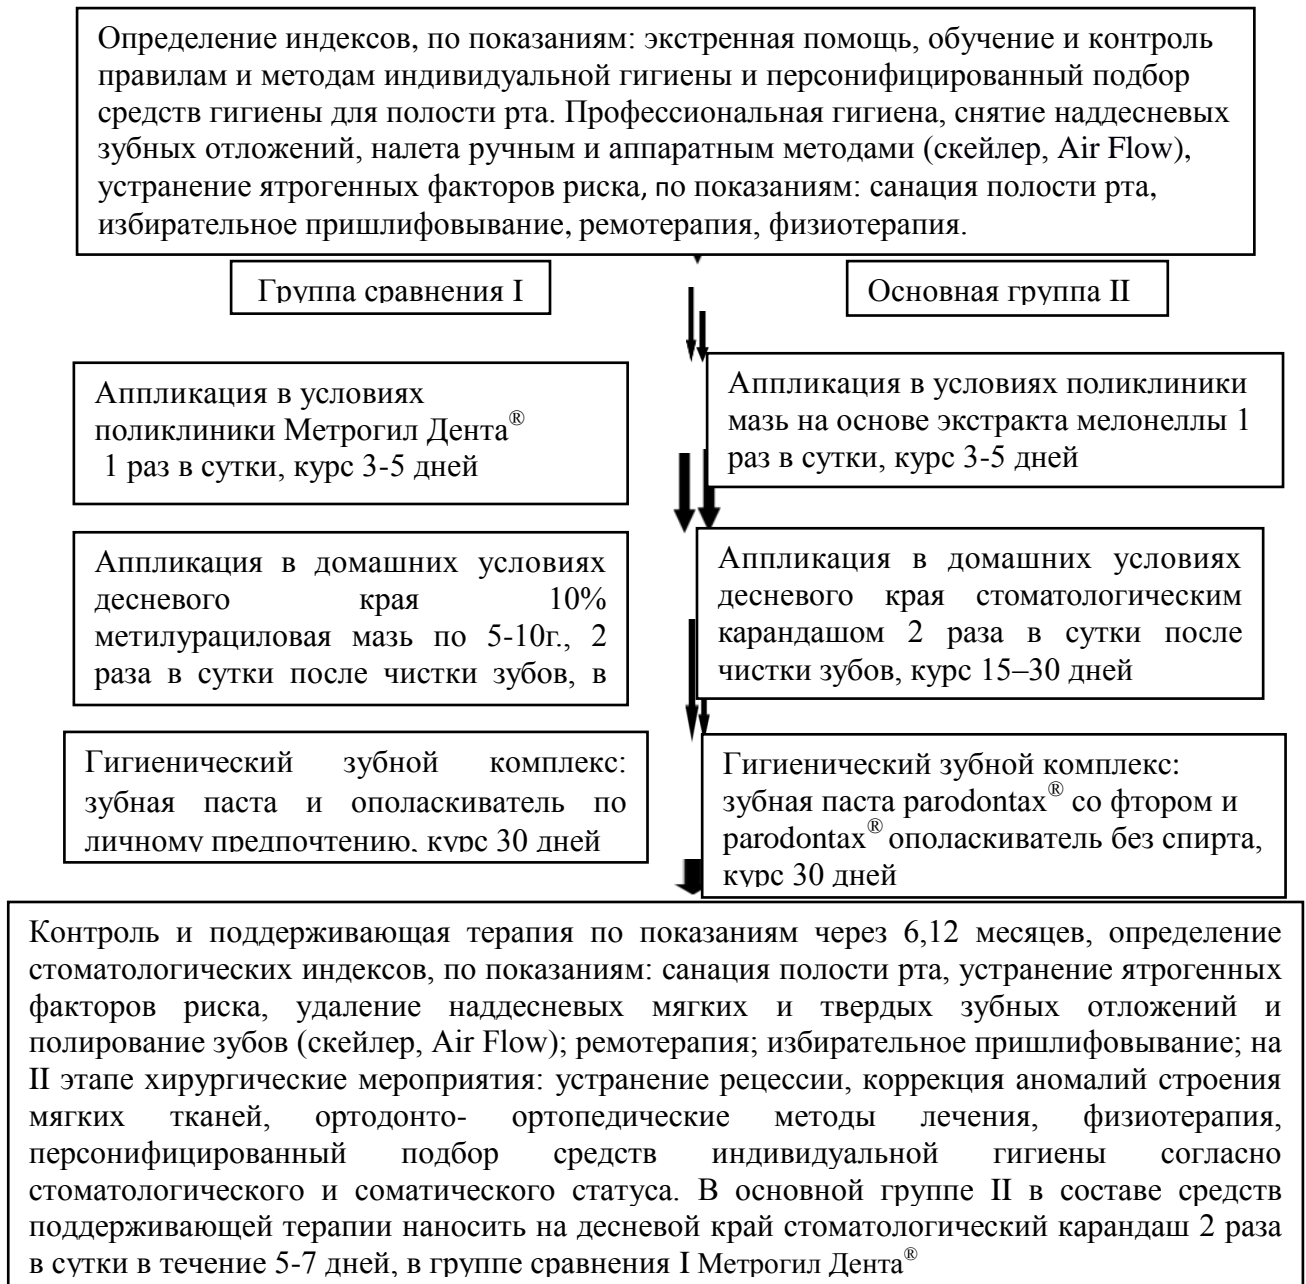 Определение индексов, по показаниям: экстренная помощь, обучение и контроль
правилам и методам индивидуальной гигиены и персонифицированный подбор
средств гигиены для полости рта. Профессиональная гигиена, снятие наддесневых
зубных отложений, налета ручным и аппаратным методами (скейлер, Air Flow),
устранение ятрогенных факторов риска, по показаниям: санация полости рта,
избирательное пришлифовывание, ремотерапия, физиотерапия.
Группа сравнения I
Основная группа II
Аппликация в условиях
поликлиники Метрогил Дента®
1 раз в сутки, курс 3-5 дней
Аппликация в условиях поликлиники
мазь на основе экстракта мелонеллы 1
раз в сутки, курс 3-5 дней
Аппликация в домашних условиях
десневого края 10%
метилурациловая мазь по 5-10г., 2
раза в сутки после чистки зубов, в
Аппликация в домашних условиях
десневого края стоматологическим
карандашом 2 раза в сутки после
чистки зубов, курс 15–30 дней
Гигиенический зубной комплекс:
зубная паста и ополаскиватель по
личному предпочтению, курс 30 дней
Гигиенический зубной комплекс:
зубная паста parodontax® со фтором и
parodontax® ополаскиватель без спирта,
курс 30 дней
Контроль и поддерживающая терапия по показаниям через 6,12 месяцев, определение
стоматологических индексов, по показаниям: санация полости рта, устранение ятрогенных
факторов риска, удаление наддесневых мягких и твердых зубных отложений и
полирование зубов (скейлер, Air Flow); ремотерапия; избирательное пришлифовывание; на
II этапе хирургические мероприятия: устранение рецессии, коррекция аномалий строения
мягких тканей, ортодонто- ортопедические методы лечения, физиотерапия,
персонифицированный подбор средств индивидуальной гигиены согласно
стоматологического и соматического статуса. В основной группе II в составе средств
поддерживающей терапии наносить на десневой край стоматологический карандаш 2 раза
в сутки в течение 5-7 дней, в группе сравнения I Метрогил Дента®